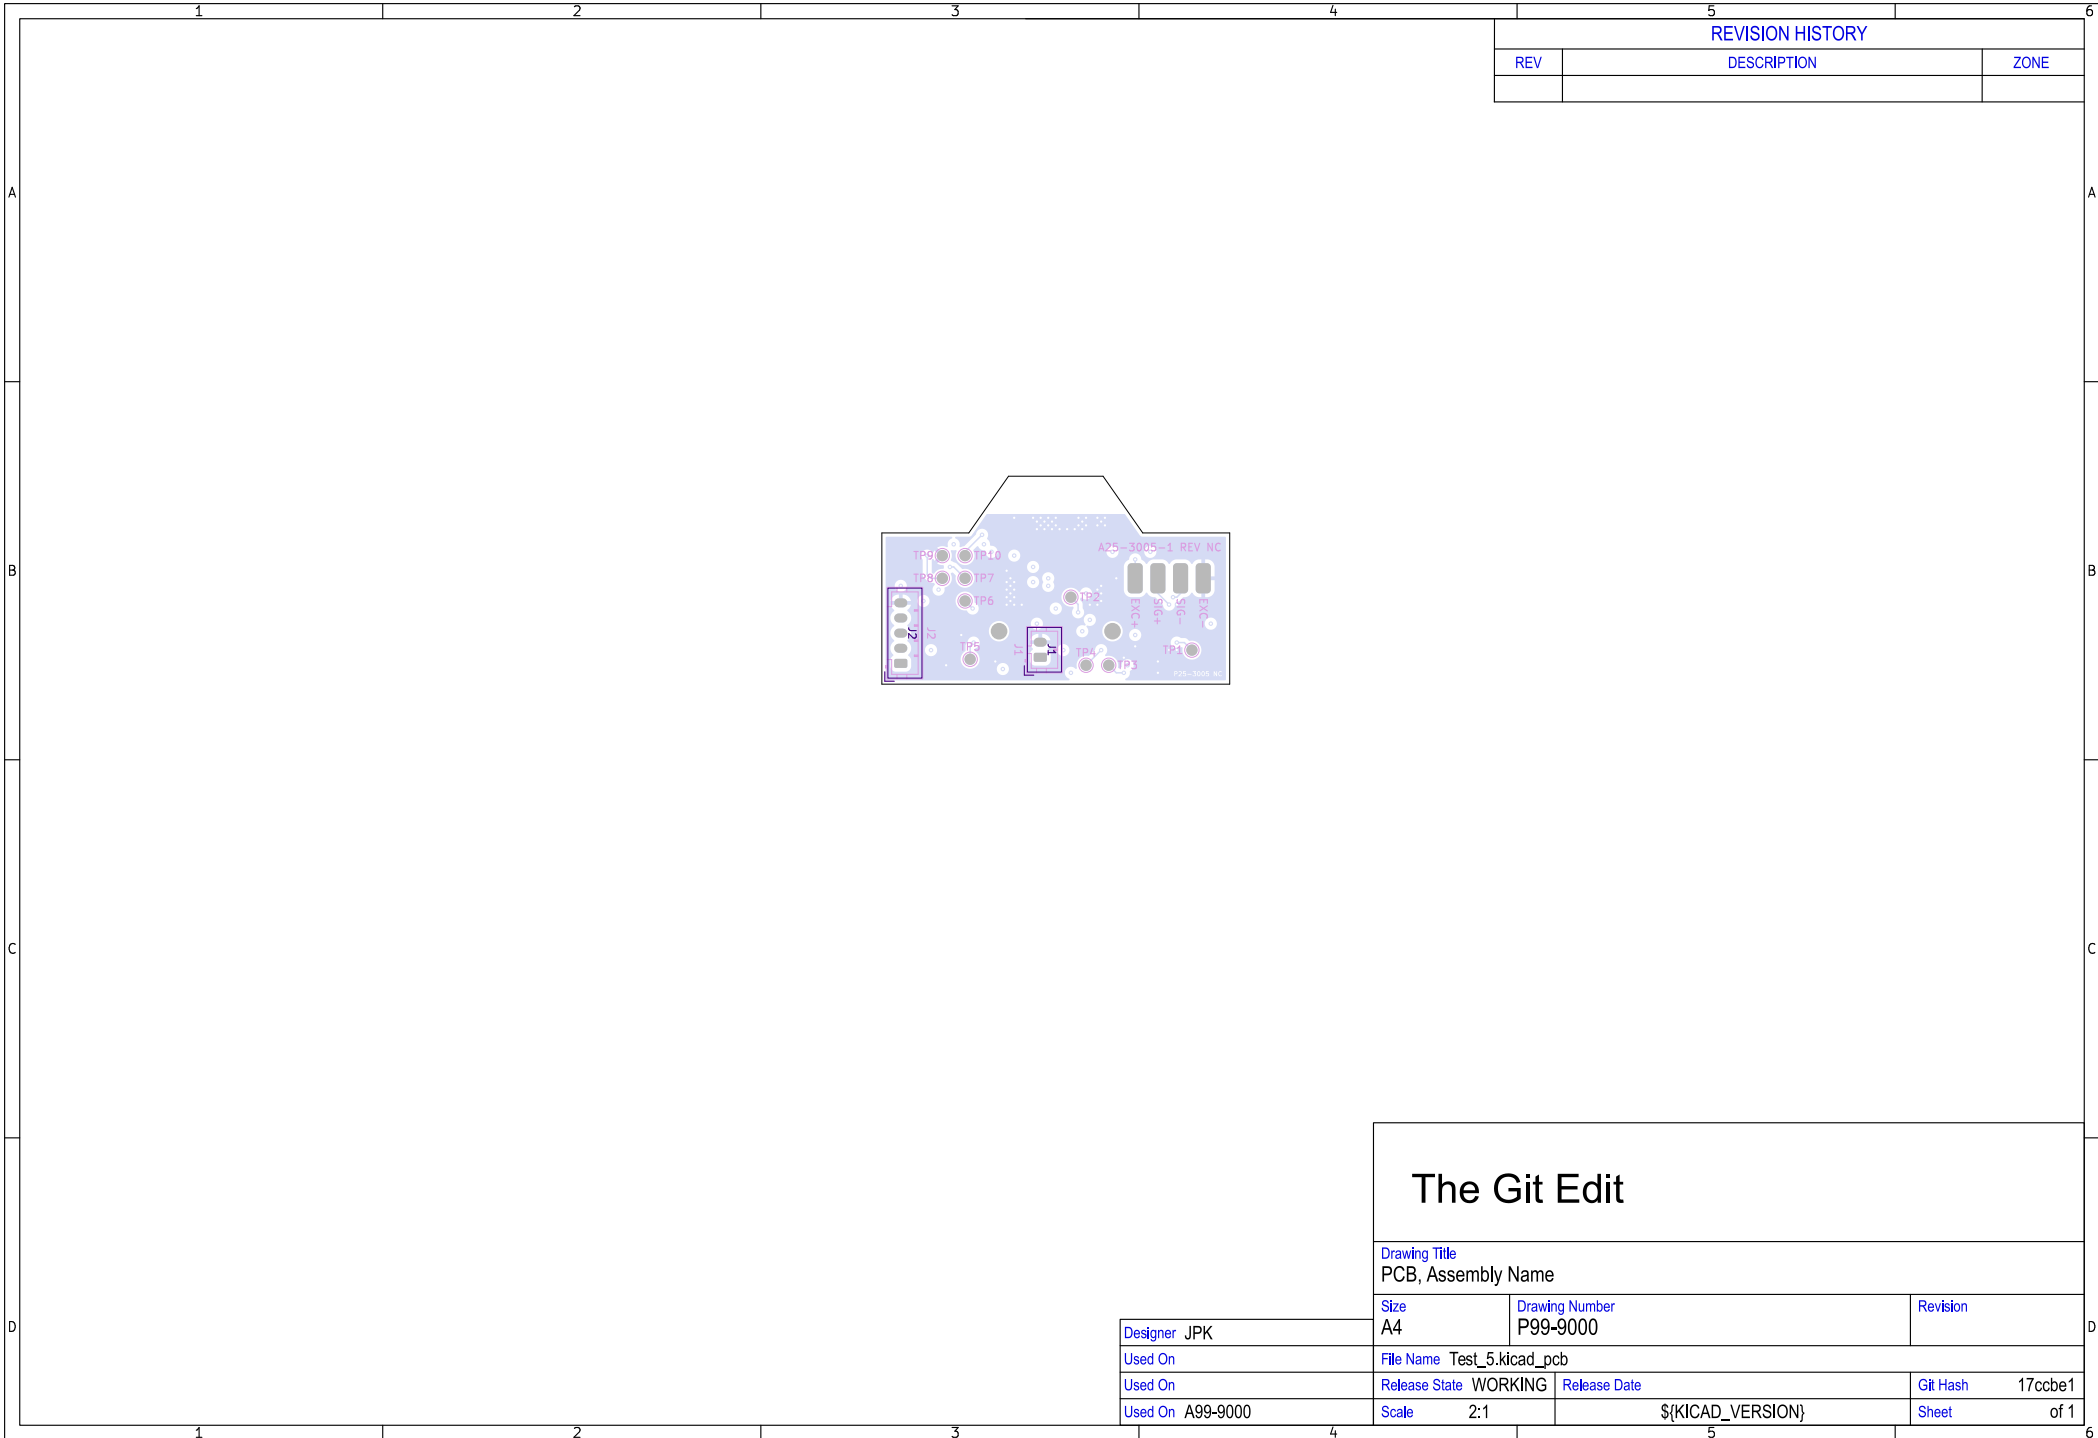 1 2 3 4 5 6
REVISION HISTORY
REV DESCRIPTION ZONE
A A
B B
A25-3005-1 REV NC
TP9 TP10
TP8 TP7
TP6 TP2
EXC+ SIG+ SIG- EXC-
J2 J2
J1 J1
TP5 TP4 TP3 TP1
P25-3005 NC
C C
The Git Edit
Drawing Title
PCB, Assembly Name
Size Drawing Number Revision
A4 P99-9000
D D
Designer JPK
Used On File Name Test_5.kicad_pcb
Used On Release State WORKING Release Date Git Hash 17ccbe1
Used On A99-9000 Scale 2:1 ${KICAD_VERSION} Sheet of 1
1 2 3 4 5 6